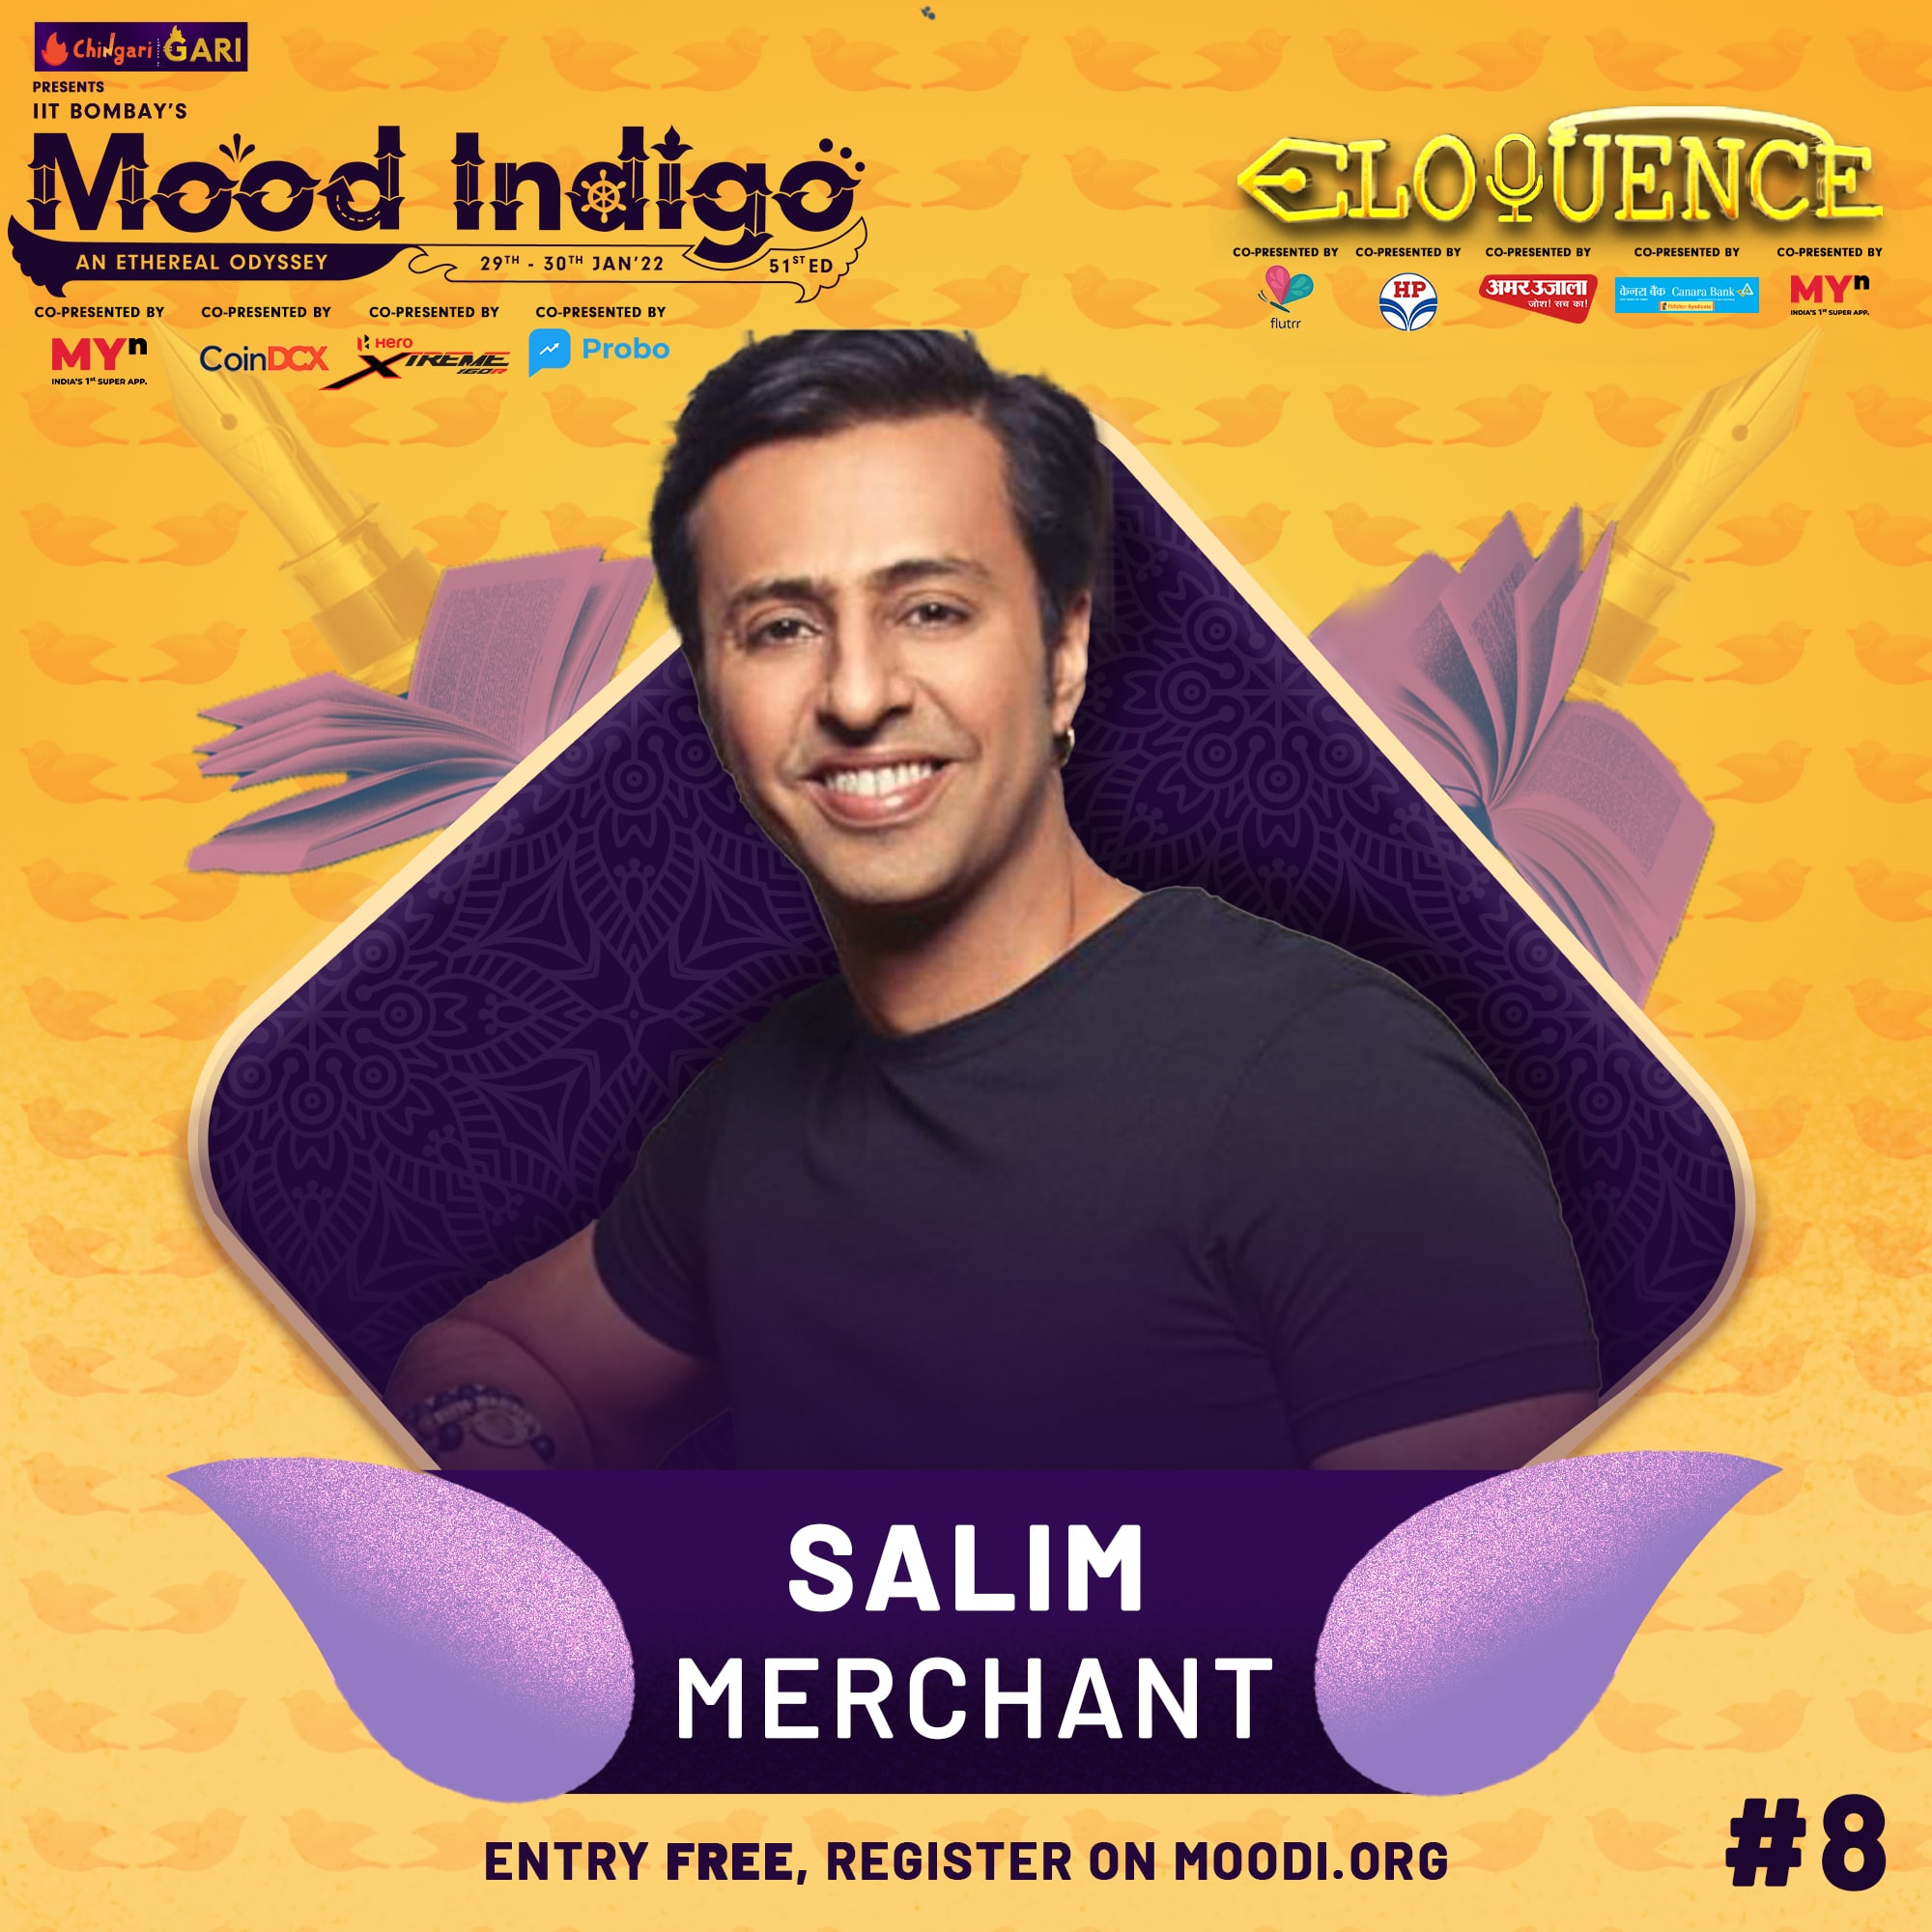 Chingari GARI
PRESENTS
IIT BOMBAY'S
Mood Indigo
AN ETHEREAL ODYSSEY
29TH - 30TH JAN'22
51ST ED
CO-PRESENTED BY CO-PRESENTED BY CO-PRESENTED BY CO-PRESENTED BY
MYn
INDIA'S 1st SUPER APP.
CoinDCX
Hero
XTREME
160R
Probo
ELOQUENCE
CO-PRESENTED BY CO-PRESENTED BY CO-PRESENTED BY CO-PRESENTED BY CO-PRESENTED BY
flutrr
HP
अमर उजाला
जोश! सच का!
केनरा बैंक Canara Bank
MYn
INDIA'S 1st SUPER APP.
SALIM
MERCHANT
ENTRY FREE, REGISTER ON MOODI.ORG
#8